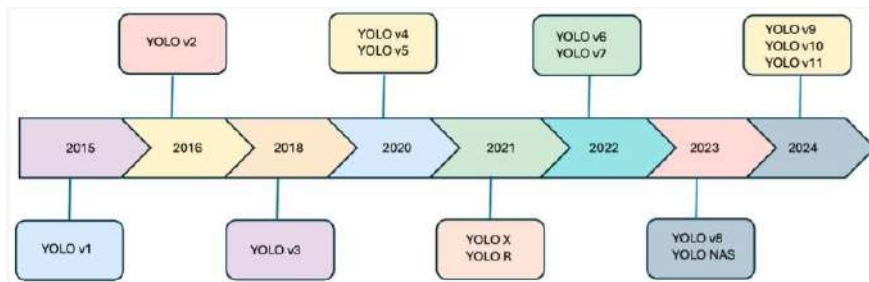 YOLO v2
YOLO v4
YOLO v5
YOLO v6
YOLO v7
YOLO v9
YOLO v10
YOLO v11
2015
2016
2018
2020
2021
2022
2023
2024
YOLO v1
YOLO v3
YOLO X
YOLO R
YOLO v8
YOLO NAS